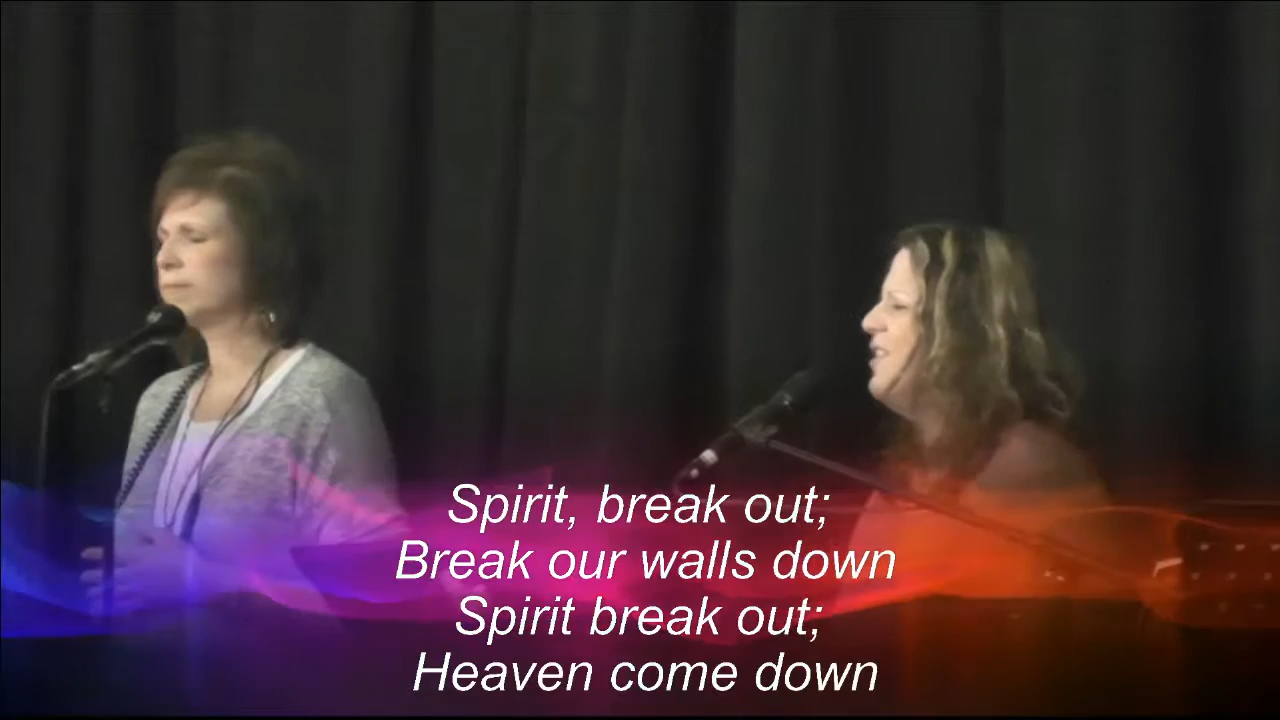 Spirit, break out;
Break our walls down
Spirit break out;
Heaven come down